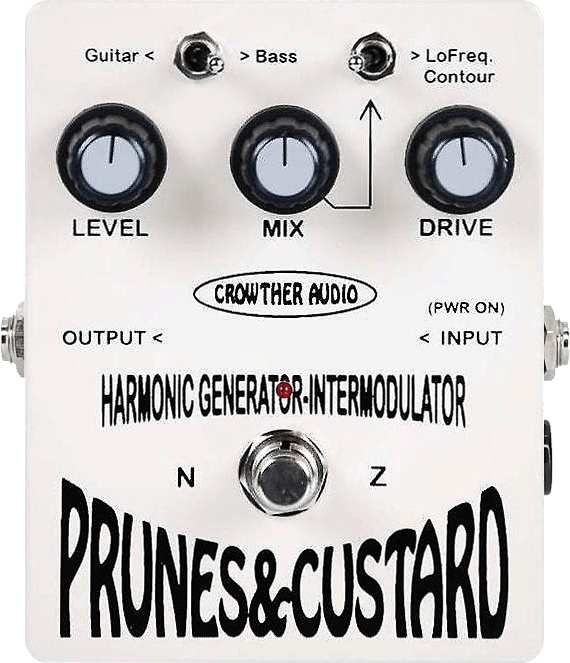 Guitar < > Bass > LoFreq.
Contour
LEVEL MIX DRIVE
CROWTHER AUDIO
(PWR ON)
OUTPUT < < INPUT
HARMONIC GENERATOR-INTERMODULATOR
N Z
PRUNES&CUSTARD